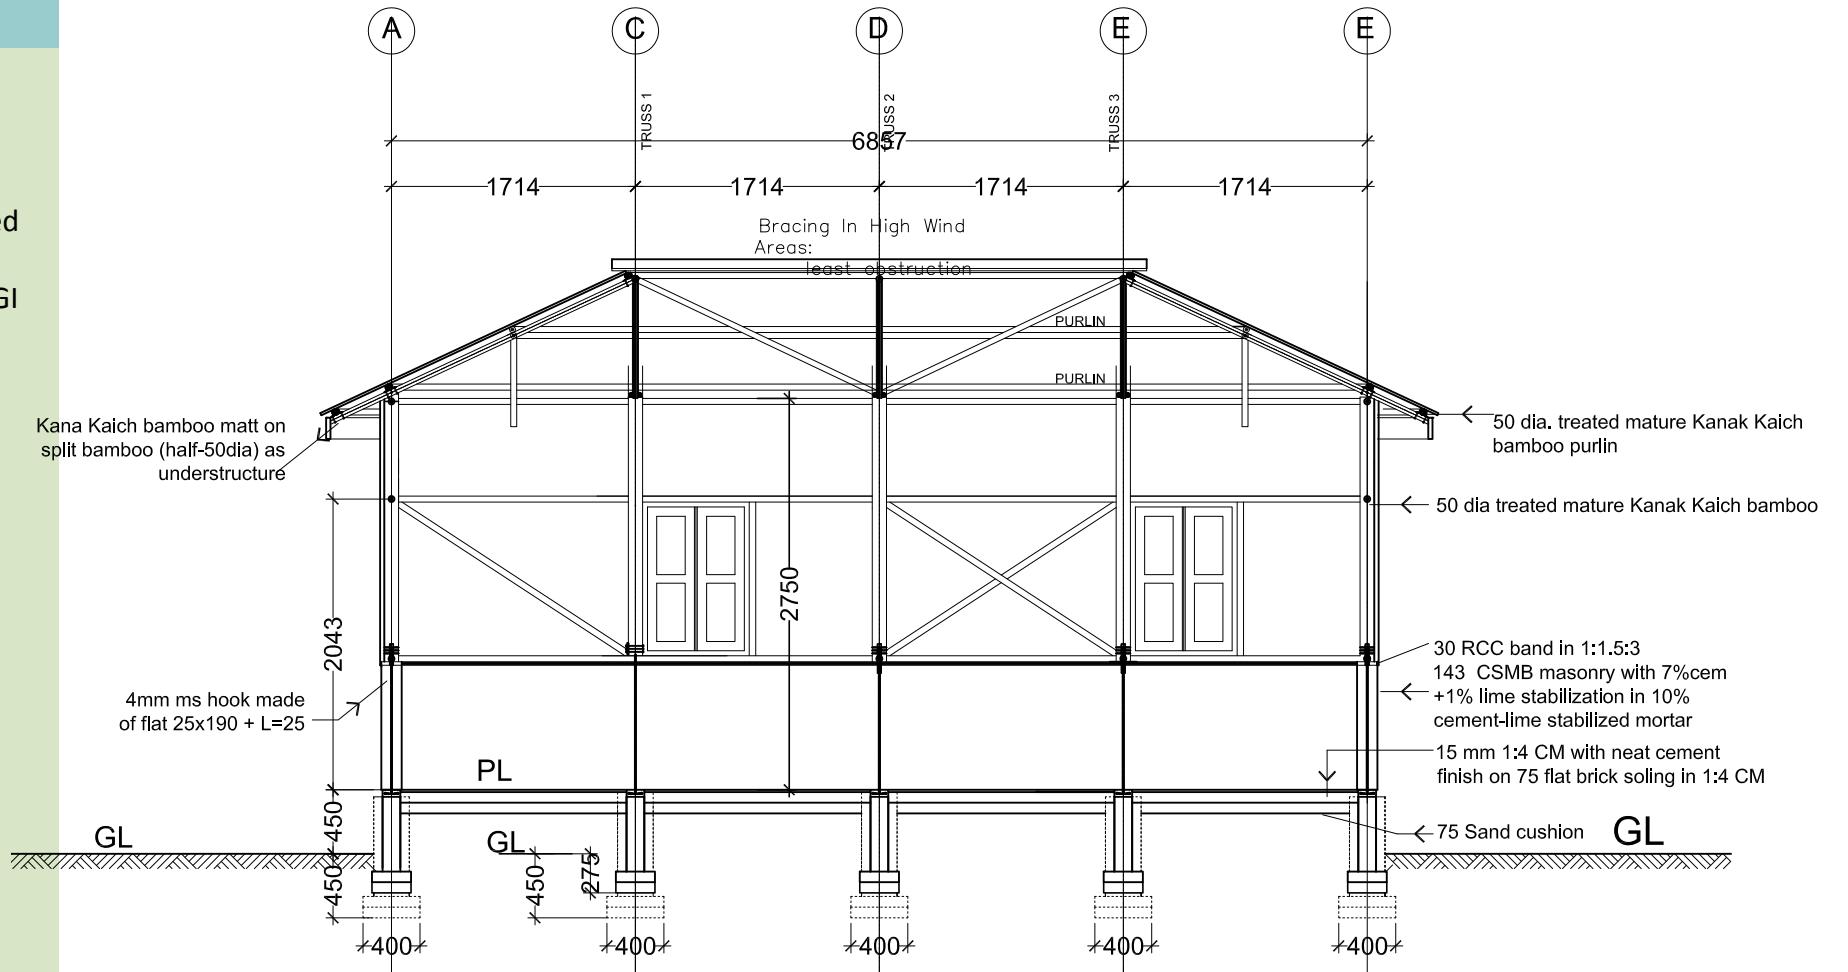 A
C
D
E
E
TRUSS 1
TRUSS 2
TRUSS 3
6857
1714
1714
1714
1714
ed
GI
Bracing In High Wind
Areas:
least obstruction
PURLIN
PURLIN
Kana Kaich bamboo matt on
split bamboo (half-50dia) as
understructure
50 dia. treated mature Kanak Kaich
bamboo purlin
50 dia treated mature Kanak Kaich bamboo
2750
2043
30 RCC band in 1:1.5:3
143 CSMB masonry with 7%cem
+1% lime stabilization in 10%
cement-lime stabilized mortar
4mm ms hook made
of flat 25x190 + L=25
15 mm 1:4 CM with neat cement
finish on 75 flat brick soling in 1:4 CM
PL
450
GL
GL
75 Sand cushion
GL
450
450
275
400
400
400
400
400